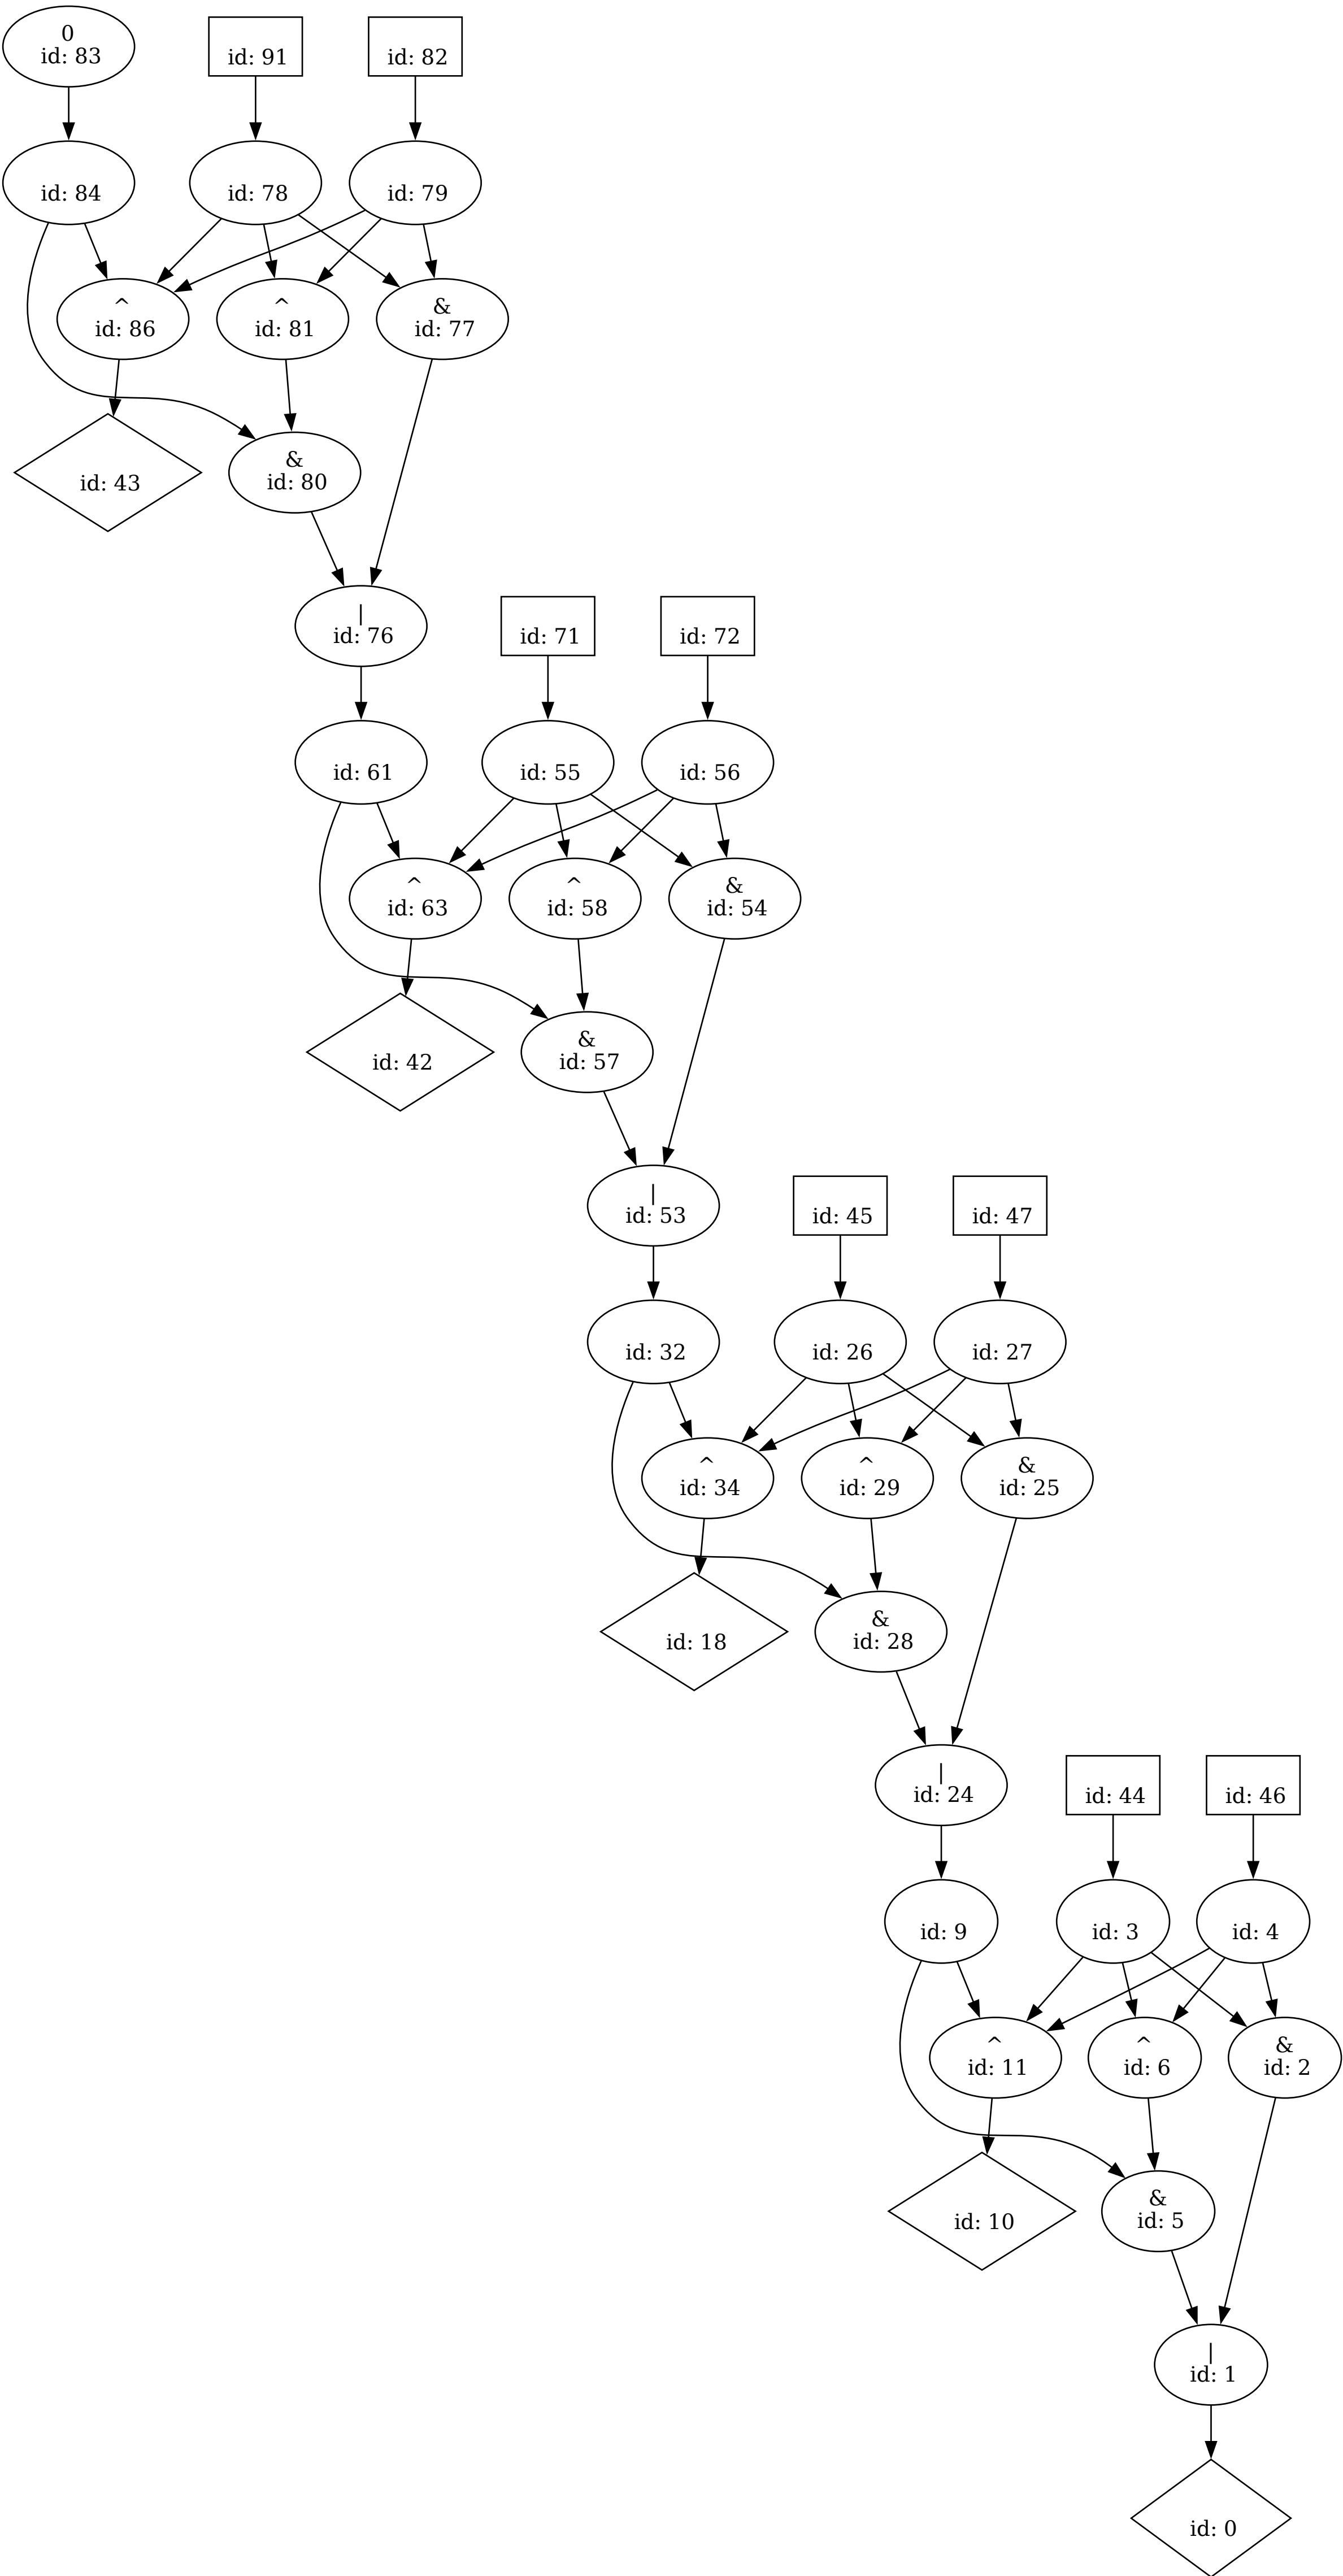 0
id: 83
id: 91
id: 82
id: 84
id: 78
id: 79
^
id: 86
^
id: 81
&
id: 77
id: 43
&
id: 80
|
id: 76
id: 71
id: 72
id: 61
id: 55
id: 56
^
id: 63
^
id: 58
&
id: 54
id: 42
&
id: 57
|
id: 53
id: 45
id: 47
id: 32
id: 26
id: 27
^
id: 34
^
id: 29
&
id: 25
id: 18
&
id: 28
|
id: 24
id: 44
id: 46
id: 9
id: 3
id: 4
^
id: 11
^
id: 6
&
id: 2
id: 10
&
id: 5
|
id: 1
id: 0